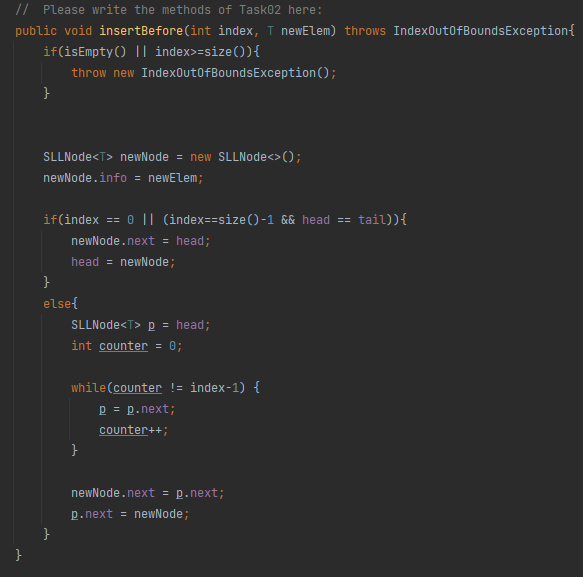 //  Please write the methods of Task02 here:
public void insertBefore(int index, T newElem) throws IndexOutOfBoundsException{
    if(isEmpty() || index>=size()){
        throw new IndexOutOfBoundsException();
    }
    SLLNode<T> newNode = new SLLNode<>();
    newNode.info = newElem;
    if(index == 0 || (index==size()-1 && head == tail)){
        newNode.next = head;
        head = newNode;
    }
    else{
        SLLNode<T> p = head;
        int counter = 0;
        while(counter != index-1) {
            p = p.next;
            counter++;
        }
        newNode.next = p.next;
        p.next = newNode;
    }
}